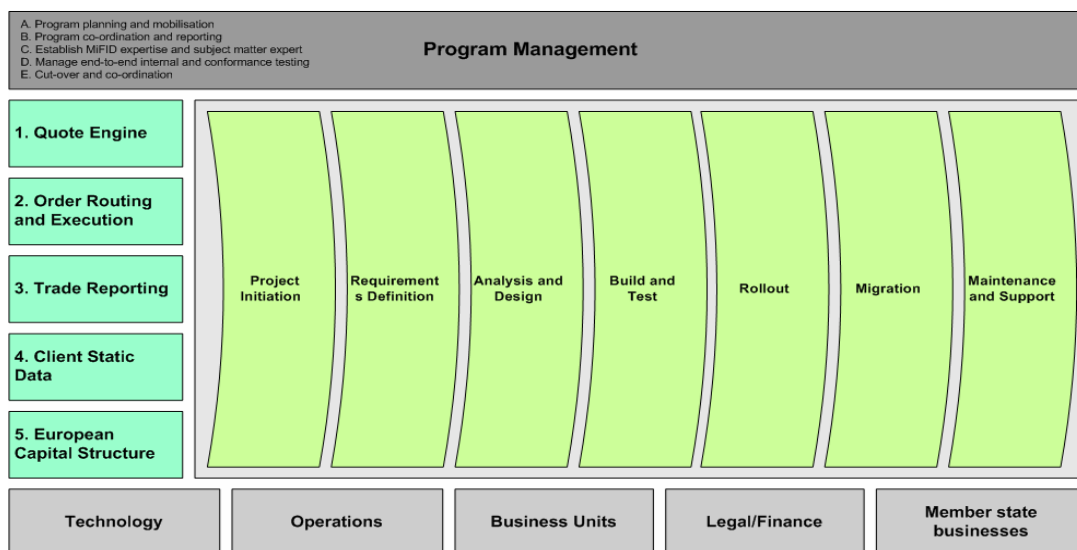 A. Program planning and mobilisation
B. Program co-ordination and reporting
C. Establish MiFID expertise and subject matter expert
D. Manage end-to-end internal and conformance testing
E. Cut-over and co-ordination
Program Management
1. Quote Engine
2. Order Routing
and Execution
3. Trade Reporting
4. Client Static
Data
5. European
Capital Structure
Project
Initiation
Requirement
s Definition
Analysis and
Design
Build and
Test
Rollout
Migration
Maintenance
and Support
Technology
Operations
Business Units
Legal/Finance
Member state
businesses